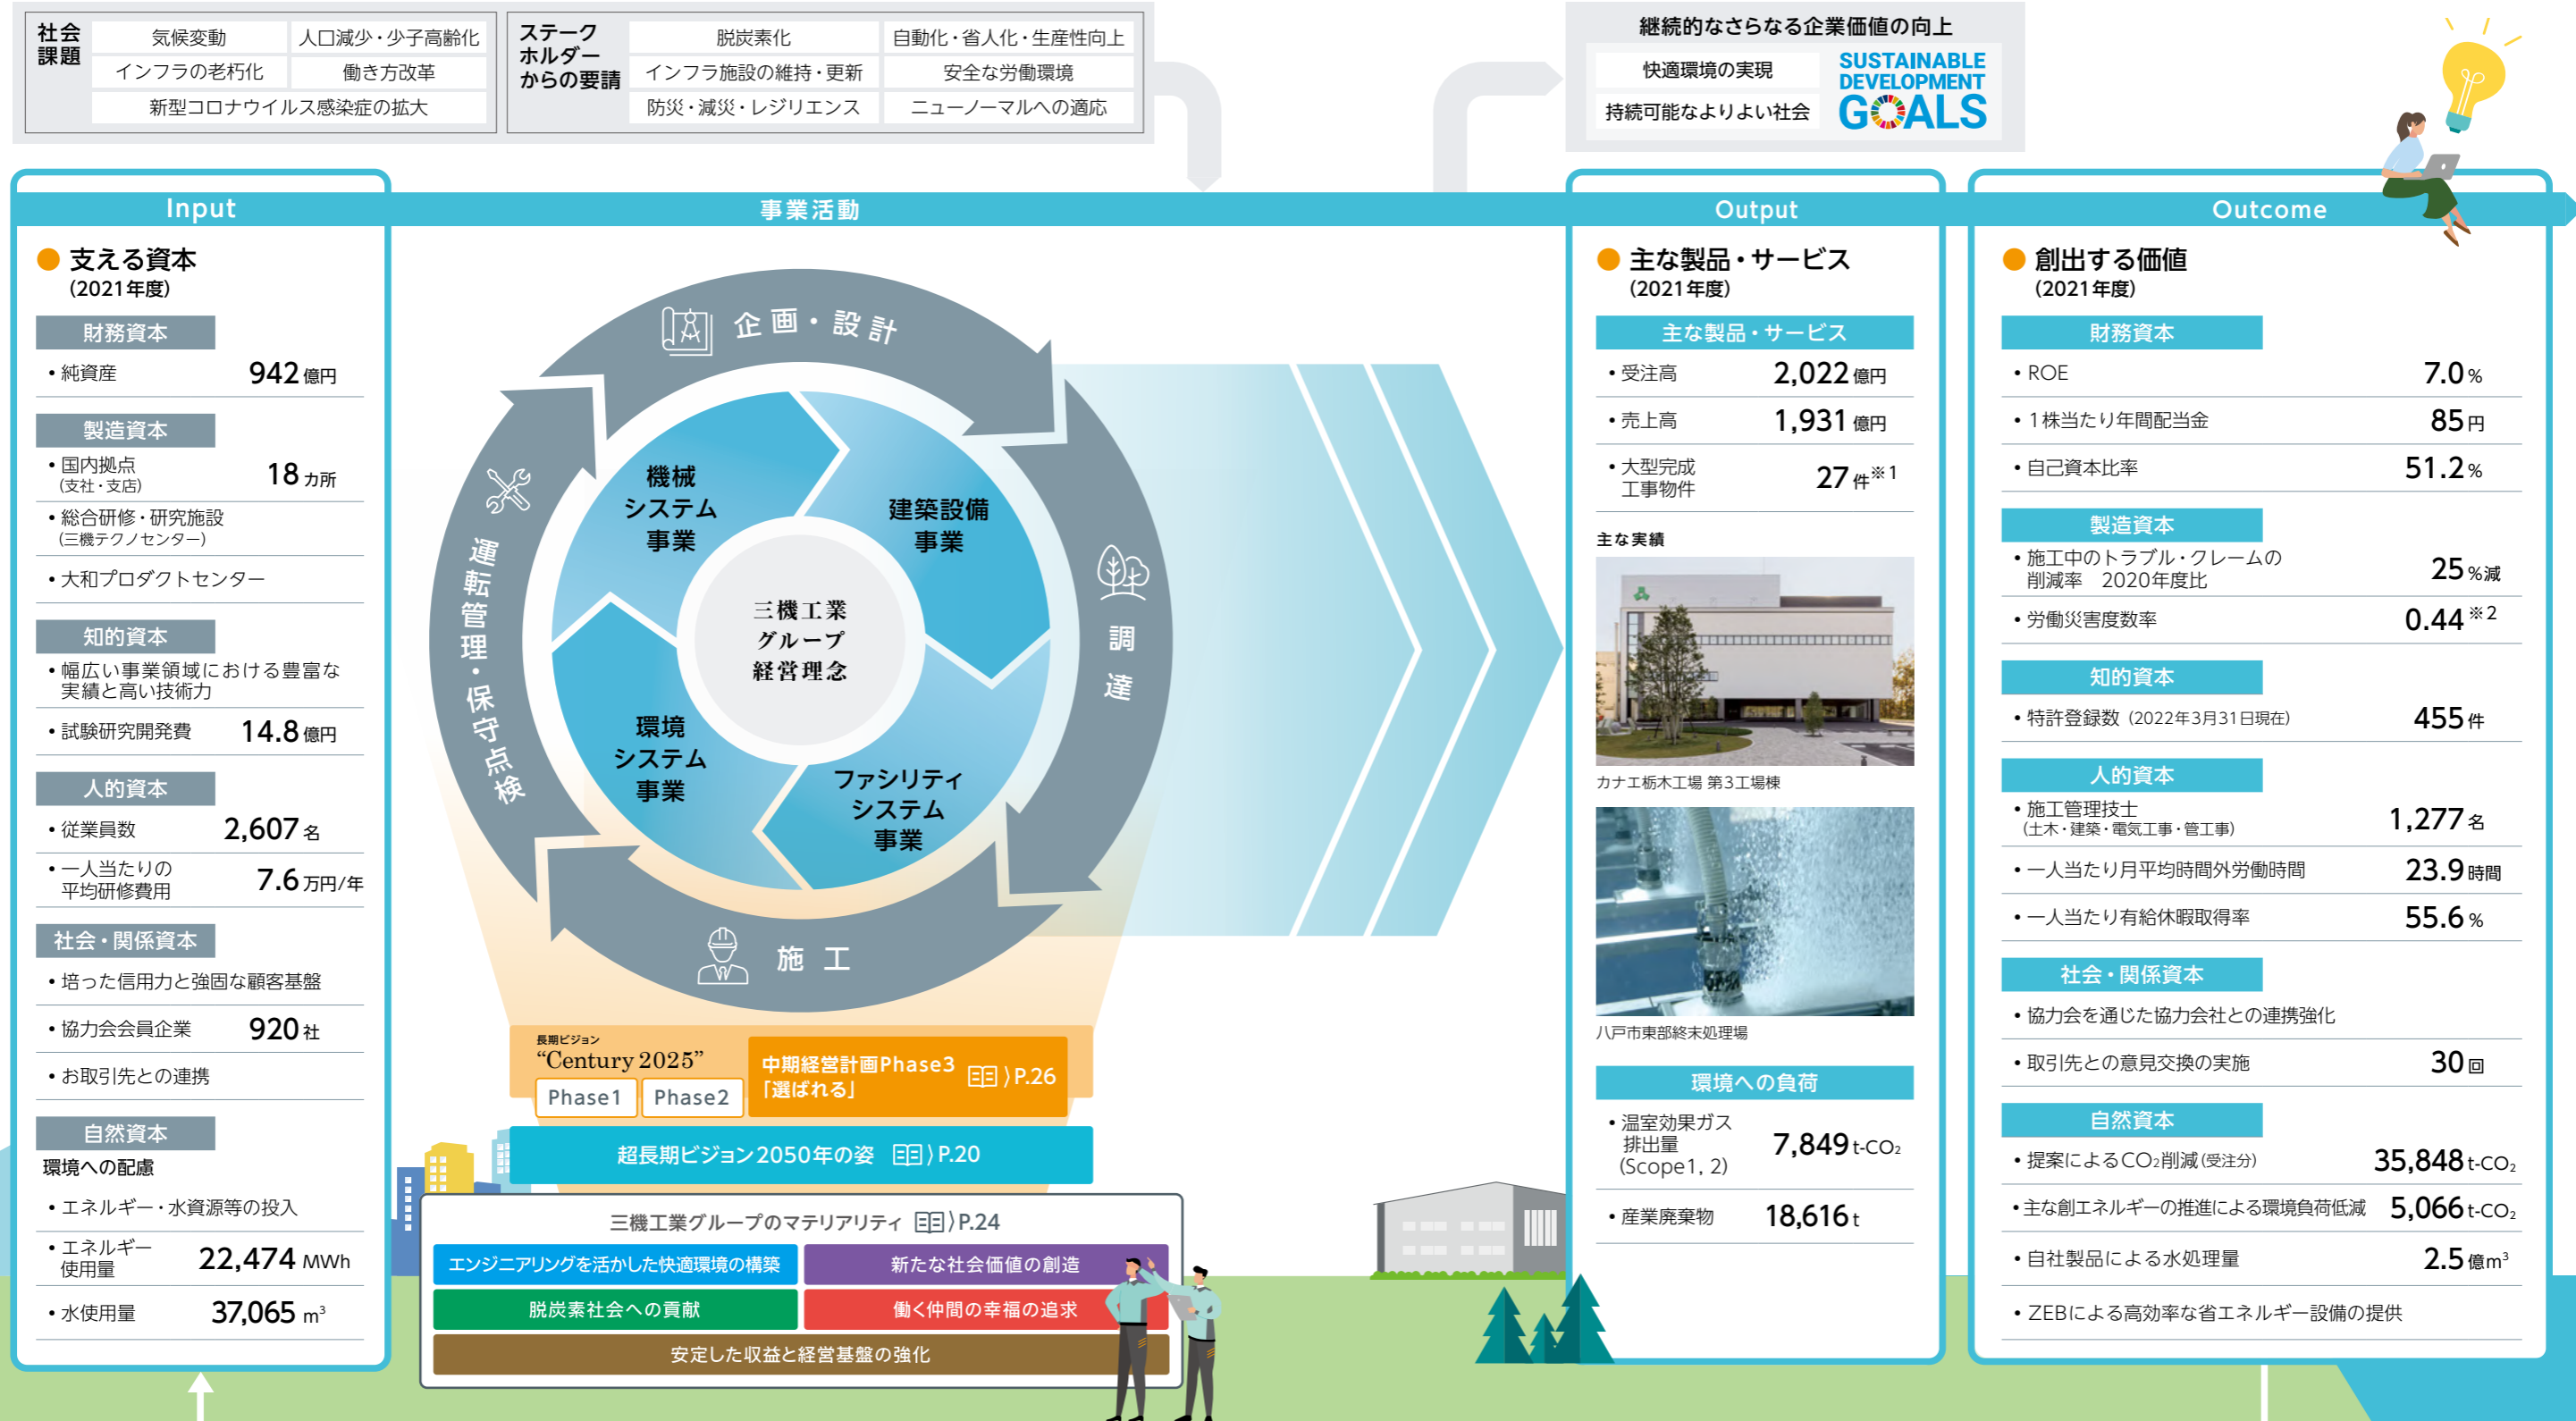 社会
課題
気候変動
人口減少・少子高齢化
インフラの老朽化
働き方改革
新型コロナウイルス感染症の拡大
ステーク
ホルダー
からの要請
脱炭素化
自動化・省人化・生産性向上
インフラ施設の維持・更新
安全な労働環境
防災・減災・レジリエンス
ニューノーマルへの適応
継続的なさらなる企業価値の向上
快適環境の実現
持続可能なよりよい社会
SUSTAINABLE
DEVELOPMENT
GOALS
Input
事業活動
Output
Outcome
支える資本
(2021年度)
財務資本
・純資産 942億円
製造資本
・国内拠点
(支社・支店) 18カ所
・総合研修・研究施設
(三機テクノセンター)
・大和プロダクトセンター
知的資本
・幅広い事業領域における豊富な
実績と高い技術力
・試験研究開発費 14.8億円
人的資本
・従業員数 2,607名
・一人当たりの
平均研修費用 7.6万円/年
社会・関係資本
・培った信用力と強固な顧客基盤
・協力会会員企業 920社
・お取引先との連携
自然資本
環境への配慮
・エネルギー・水資源等の投入
・エネルギー
使用量 22,474 MWh
・水使用量 37,065 m³
企画・設計
調達
施工
運転管理・保守点検
機械
システム
事業
建築設備
事業
環境
システム
事業
ファシリティ
システム
事業
三機工業
グループ
経営理念
長期ビジョン
“Century 2025”
Phase1
Phase2
中期経営計画Phase3
「選ばれる」
P.26
超長期ビジョン2050年の姿 P.20
三機工業グループのマテリアリティ P.24
エンジニアリングを活かした快適環境の構築
新たな社会価値の創造
脱炭素社会への貢献
働く仲間の幸福の追求
安定した収益と経営基盤の強化
主な製品・サービス
(2021年度)
主な製品・サービス
・受注高 2,022億円
・売上高 1,931億円
・大型完成
工事物件 27件※1
主な実績
カナエ栃木工場 第3工場棟
八戸市東部終末処理場
環境への負荷
・温室効果ガス
排出量
(Scope1, 2) 7,849t-CO₂
・産業廃棄物 18,616t
創出する価値
(2021年度)
財務資本
・ROE 7.0%
・1株当たり年間配当金 85円
・自己資本比率 51.2%
製造資本
・施工中のトラブル・クレームの
削減率 2020年度比 25%減
・労働災害度数率 0.44※2
知的資本
・特許登録数(2022年3月31日現在) 455件
人的資本
・施工管理技士
(土木・建築・電気工事・管工事) 1,277名
・一人当たり月平均時間外労働時間 23.9時間
・一人当たり有給休暇取得率 55.6%
社会・関係資本
・協力会を通じた協力会社との連携強化
・取引先との意見交換の実施 30回
自然資本
・提案によるCO₂削減(受注分) 35,848t-CO₂
・主な創エネルギーの推進による環境負荷低減 5,066t-CO₂
・自社製品による水処理量 2.5億m³
・ZEBによる高効率な省エネルギー設備の提供